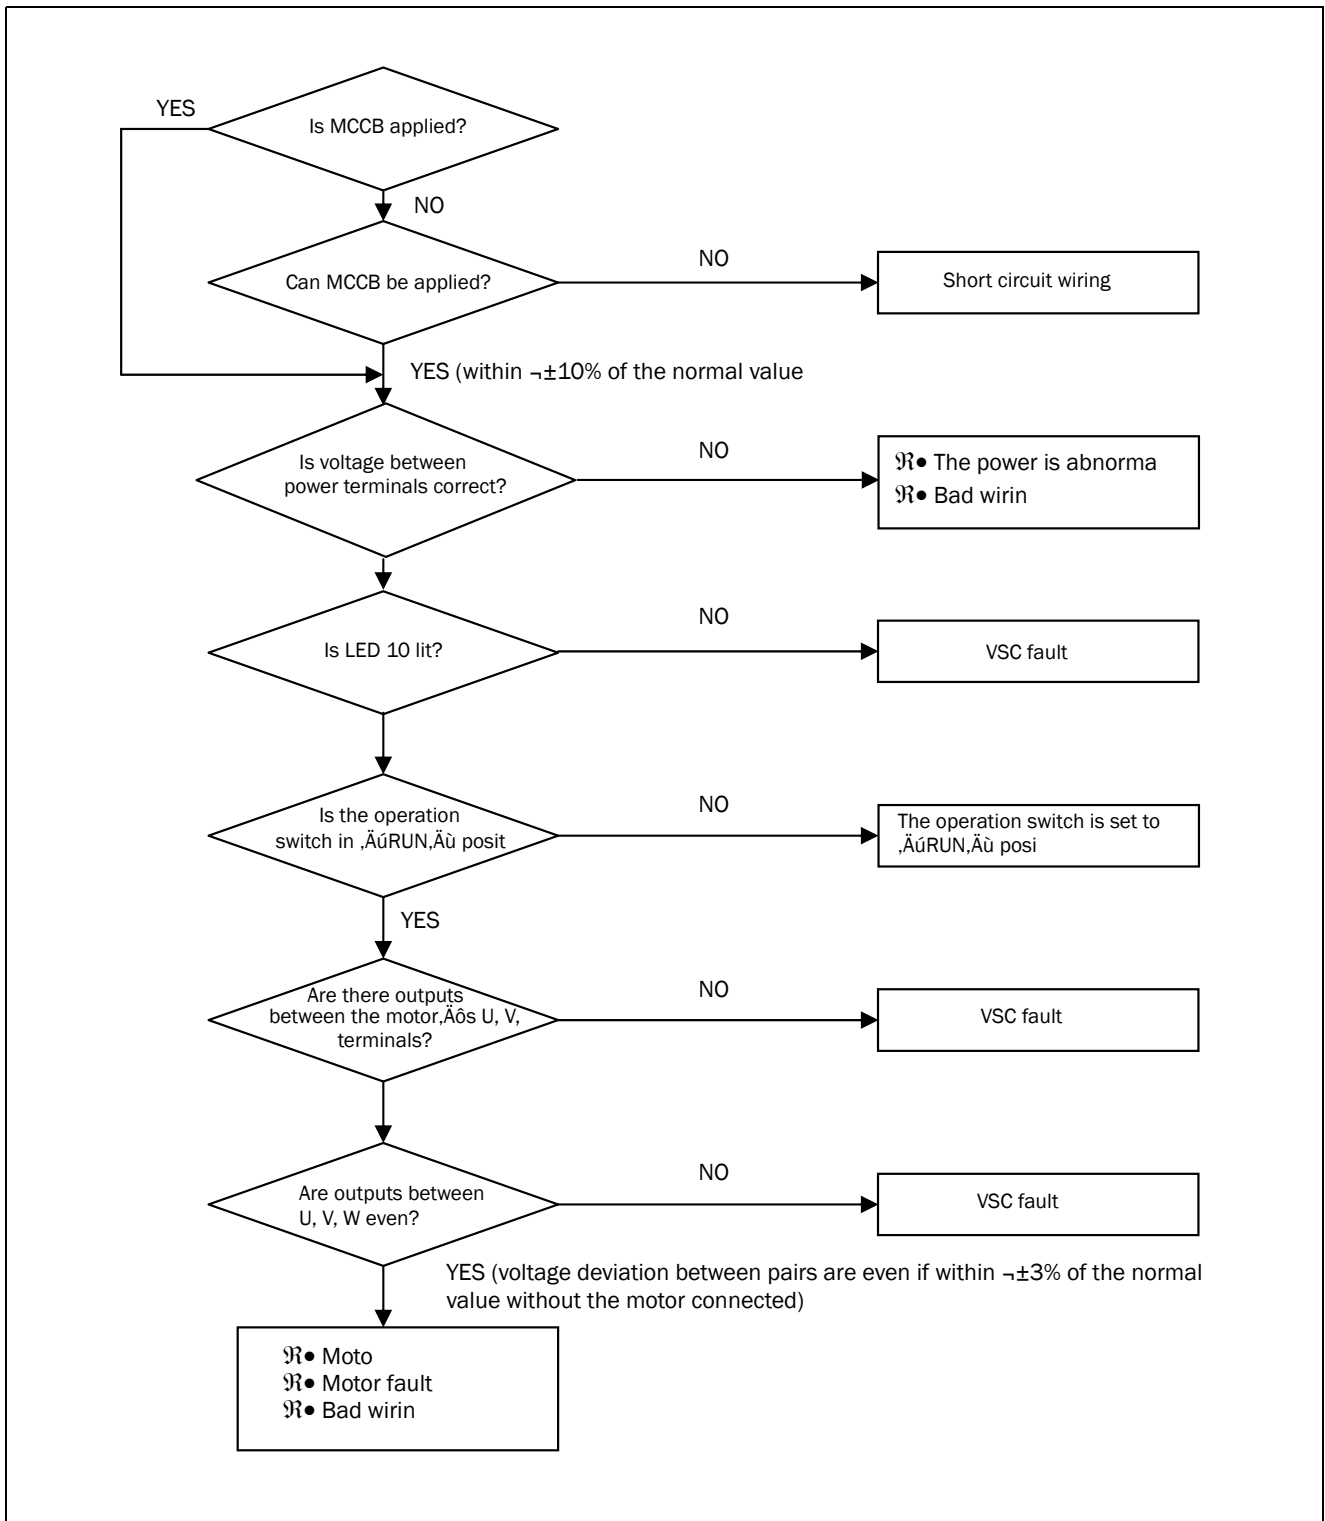 YES
Is MCCB applied?
NO
Can MCCB be applied?
NO
Short circuit wiring
YES (within ¬±10% of the normal value
Is voltage between
power terminals correct?
NO
ℜ• The power is abnorma
ℜ• Bad wirin
Is LED 10 lit?
NO
VSC fault
Is the operation
switch in ‚ÄúRUN‚Äù posit
NO
The operation switch is set to
‚ÄúRUN‚Äù posi
YES
Are there outputs
between the motor‚Äôs U, V,
terminals?
NO
VSC fault
Are outputs between
U, V, W even?
NO
VSC fault
YES (voltage deviation between pairs are even if within ¬±3% of the normal
value without the motor connected)
ℜ• Moto
ℜ• Motor fault
ℜ• Bad wirin